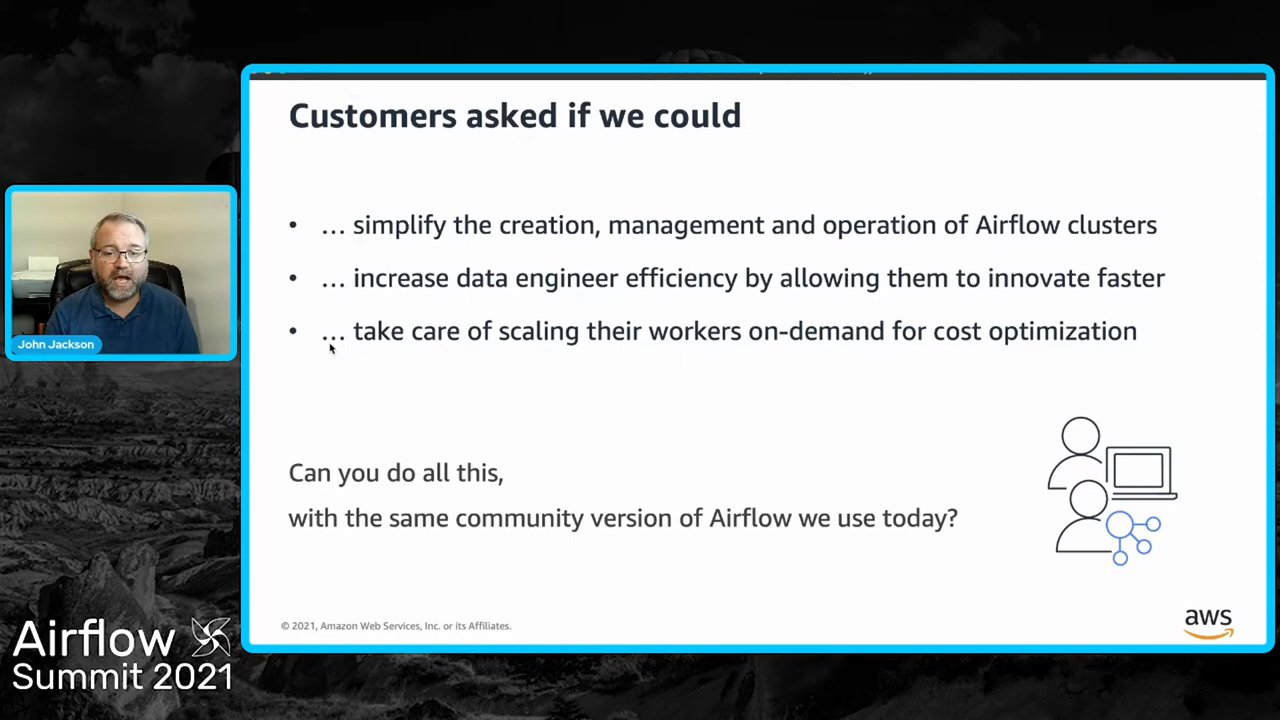 Customers asked if we could
• … simplify the creation, management and operation of Airflow clusters
• … increase data engineer efficiency by allowing them to innovate faster
• … take care of scaling their workers on-demand for cost optimization
Can you do all this,
with the same community version of Airflow we use today?
© 2021, Amazon Web Services, Inc. or its Affiliates.
aws
John Jackson
Airflow
Summit 2021